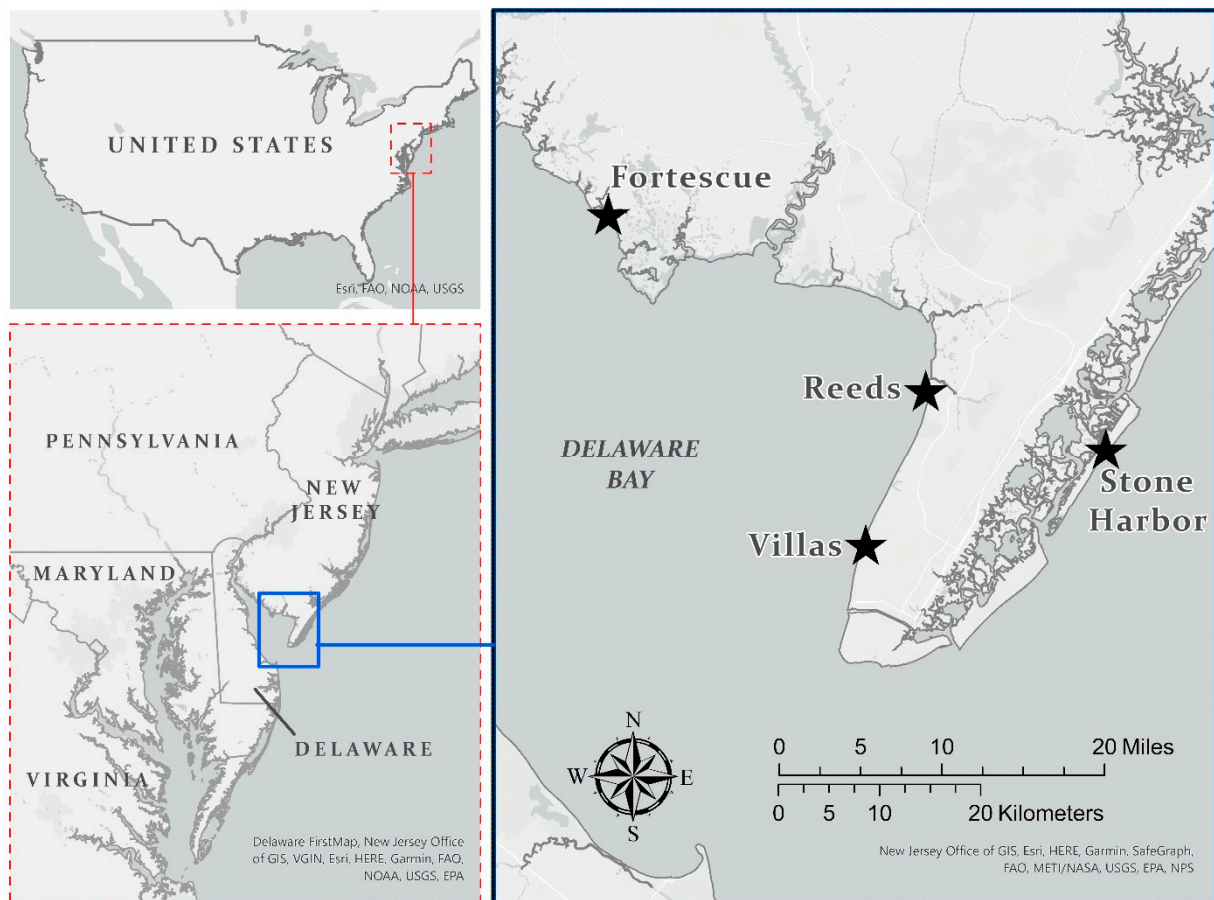 UNITED STATES
Esri, FAO, NOAA, USGS
PENNSYLVANIA
NEW
JERSEY
MARYLAND
DELAWARE
VIRGINIA
Delaware FirstMap, New Jersey Office
of GIS, VGIN, Esri, HERE, Garmin, FAO,
NOAA, USGS, EPA
Fortescue
Reeds
DELAWARE
BAY
Stone
Harbor
Villas
N
W E
S
0 5 10 20 Miles
0 5 10 20 Kilometers
New Jersey Office of GIS, Esri, HERE, Garmin, SafeGraph,
FAO, METI/NASA, USGS, EPA, NPS